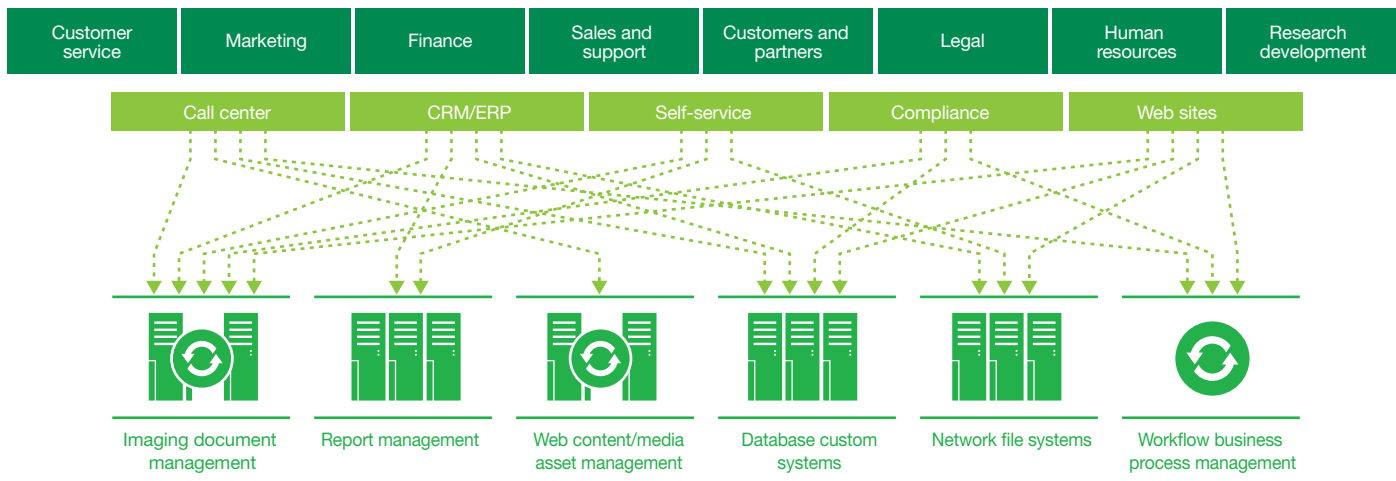 Customer
service
Marketing
Finance
Sales and
support
Customers and
partners
Legal
Human
resources
Research
development
Call center
CRM/ERP
Self-service
Compliance
Web sites
Imaging document
management
Report management
Web content/media
asset management
Database custom
systems
Network file systems
Workflow business
process management